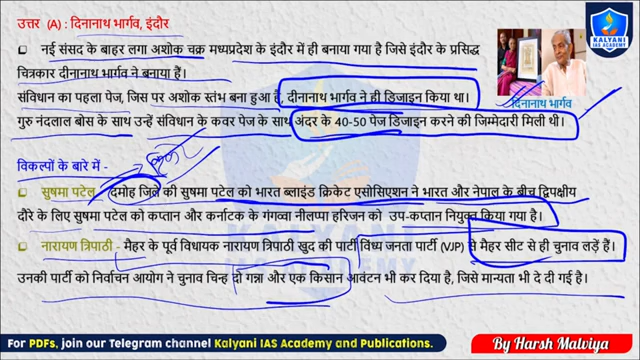 उत्तर (A) : दिनानाथ भार्गव, इंदौर
KALYANI
IAS ACADEMY
नई संसद के बाहर लगा अशोक चक्र मध्यप्रदेश के इंदौर में ही बनाया गया है जिसे इंदौर के प्रसिद्ध
चित्रकार दीनानाथ भार्गव ने बनाया हैं।
संविधान का पहला पेज, जिस पर अशोक स्तंभ बना हुआ है, दीनानाथ भार्गव ने ही डिजाइन किया था।
दिनानाथ भार्गव
गुरु नंदलाल बोस के साथ उन्हें संविधान के कवर पेज के साथ अंदर के 40-50 पेज डिजाइन करने की जिम्मेदारी मिली थी।
विकल्पों के बारे में -
सुषमा पटेल - दमोह जिले की सुषमा पटेल को भारत ब्लाइंड क्रिकेट एसोसिएशन ने भारत और नेपाल के बीच द्विपक्षीय
दौरे के लिए सुषमा पटेल को कप्तान और कर्नाटक के गंगव्वा नीलप्पा हरिजन को उप-कप्तान नियुक्त किया गया है।
नारायण त्रिपाठी - मैहर के पूर्व विधायक नारायण त्रिपाठी खुद की पार्टी विंध्य जनता पार्टी (VJP) से मैहर सीट से ही चुनाव लड़ें हैं।
उनकी पार्टी को निर्वाचन आयोग ने चुनाव चिन्ह दो गन्ना और एक किसान आवंटन भी कर दिया है, जिसे मान्यता भी दे दी गई है।
KALYANI
IAS ACADEMY
For PDFs, join our Telegram channel Kalyani IAS Academy and Publications.
By Harsh Malviya